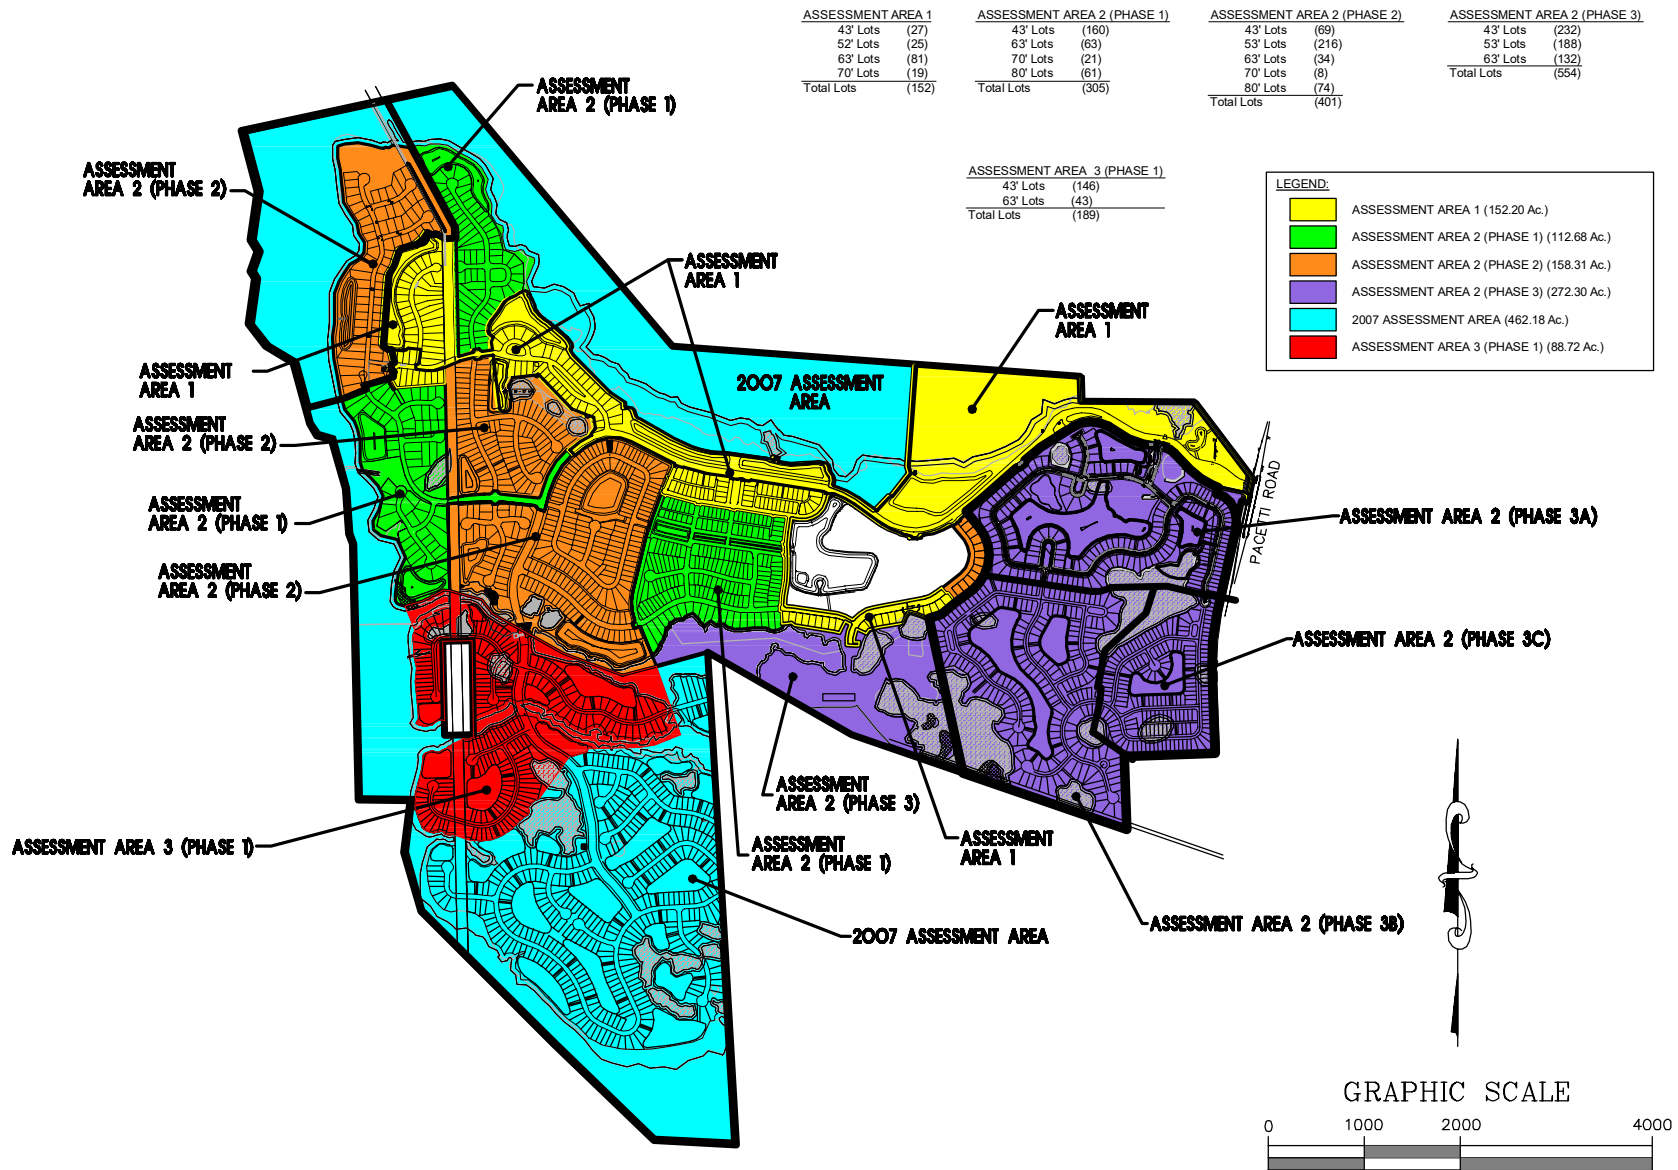 ASSESSMENT AREA 1
43' Lots (27)
52' Lots (25)
63' Lots (81)
70' Lots (19)
Total Lots (152)
ASSESSMENT AREA 2 (PHASE 1)
43' Lots (160)
63' Lots (63)
70' Lots (21)
80' Lots (61)
Total Lots (305)
ASSESSMENT AREA 2 (PHASE 2)
43' Lots (69)
53' Lots (216)
63' Lots (34)
70' Lots (8)
80' Lots (74)
Total Lots (401)
ASSESSMENT AREA 2 (PHASE 3)
43' Lots (232)
53' Lots (188)
63' Lots (132)
Total Lots (554)
ASSESSMENT AREA 3 (PHASE 1)
43' Lots (146)
63' Lots (43)
Total Lots (189)
LEGEND:
ASSESSMENT AREA 1 (152.20 Ac.)
ASSESSMENT AREA 2 (PHASE 1) (112.68 Ac.)
ASSESSMENT AREA 2 (PHASE 2) (158.31 Ac.)
ASSESSMENT AREA 2 (PHASE 3) (272.30 Ac.)
2007 ASSESSMENT AREA (462.18 Ac.)
ASSESSMENT AREA 3 (PHASE 1) (88.72 Ac.)
ASSESSMENT
AREA 2 (PHASE 1)
ASSESSMENT
AREA 2 (PHASE 2)
ASSESSMENT
AREA 1
ASSESSMENT
AREA 1
ASSESSMENT
AREA 1
2007 ASSESSMENT
AREA
ASSESSMENT
AREA 2 (PHASE 2)
ASSESSMENT
AREA 2 (PHASE 1)
ASSESSMENT
AREA 2 (PHASE 2)
PACETTI ROAD
ASSESSMENT AREA 2 (PHASE 3A)
ASSESSMENT AREA 2 (PHASE 3C)
ASSESSMENT
AREA 2 (PHASE 3)
ASSESSMENT
AREA 2 (PHASE 1)
ASSESSMENT
AREA 1
ASSESSMENT AREA 3 (PHASE 1)
ASSESSMENT AREA 2 (PHASE 3B)
2007 ASSESSMENT AREA
GRAPHIC SCALE
0 1000 2000 4000